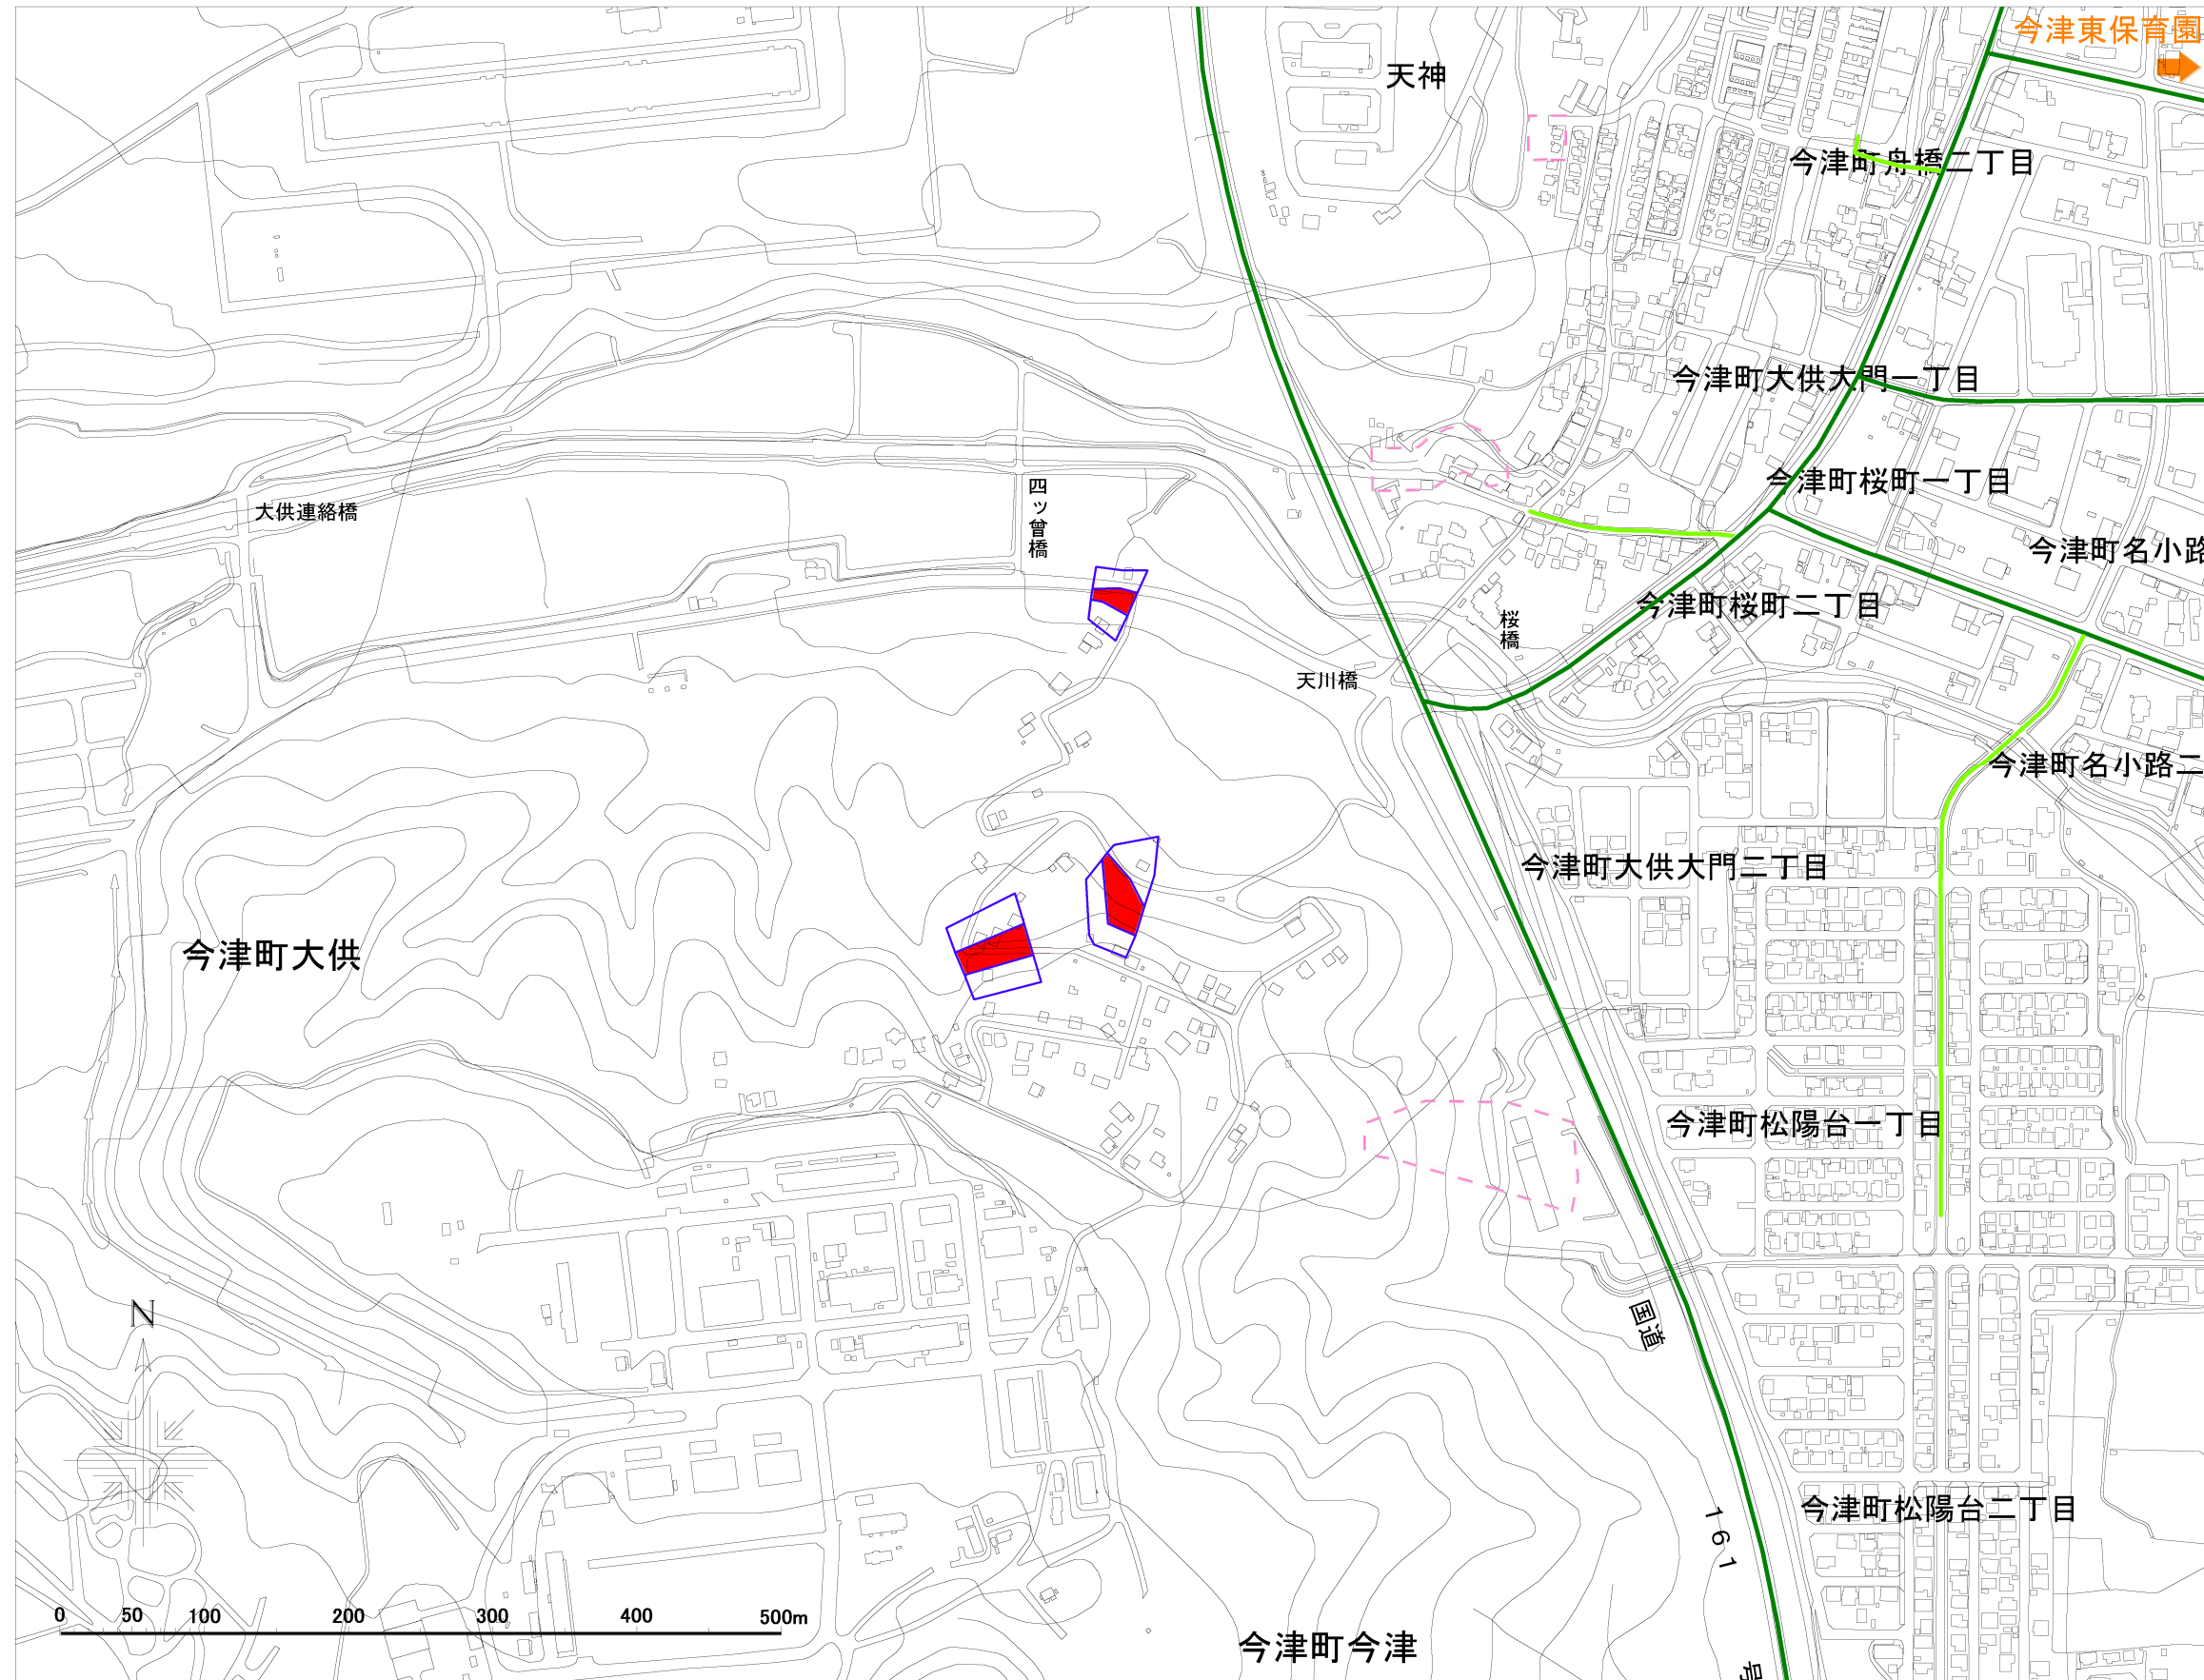 今津東保育園
天神
今津町舟橋二丁目
今津町大供大門一丁目
今津町桜町一丁目
四ッ曾橋
大供連絡橋
今津町名小路
今津町桜町二丁目
桜橋
天川橋
今津町名小路二
今津町大供大門二丁目
今津町大供
今津町松陽台一丁目
N
国道
161
号
今津町松陽台二丁目
0 50 100 200 300 400 500m
今津町今津